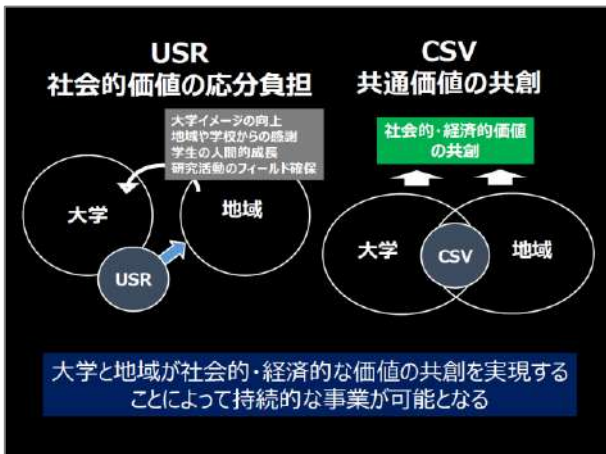 USR
社会的価値の応分負担
大学イメージの向上
地域や学校からの感謝
学生の人間的成長
研究活動のフィールド確保
大学
地域
USR
CSV
共通価値の共創
社会的・経済的価値
の共創
大学
CSV
地域
大学と地域が社会的・経済的な価値の共創を実現する
ことによって持続的な事業が可能となる